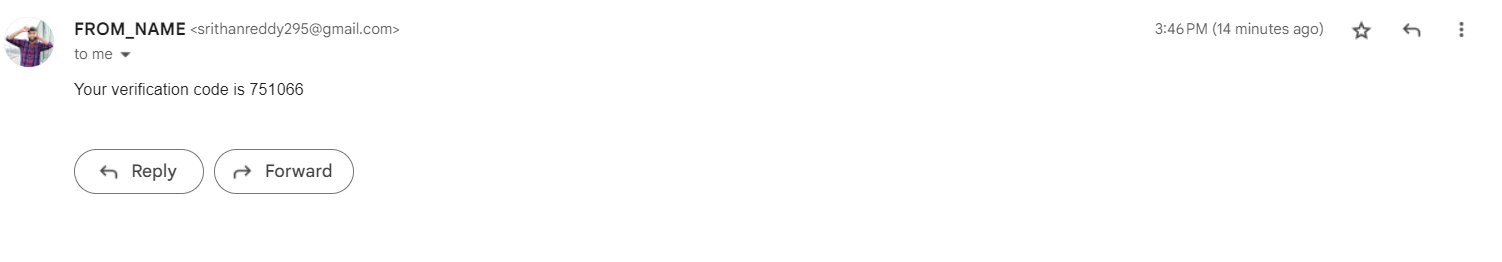 FROM_NAME <srithanreddy295@gmail.com> 3:46 PM (14 minutes ago)
to me
Your verification code is 751066
Reply Forward